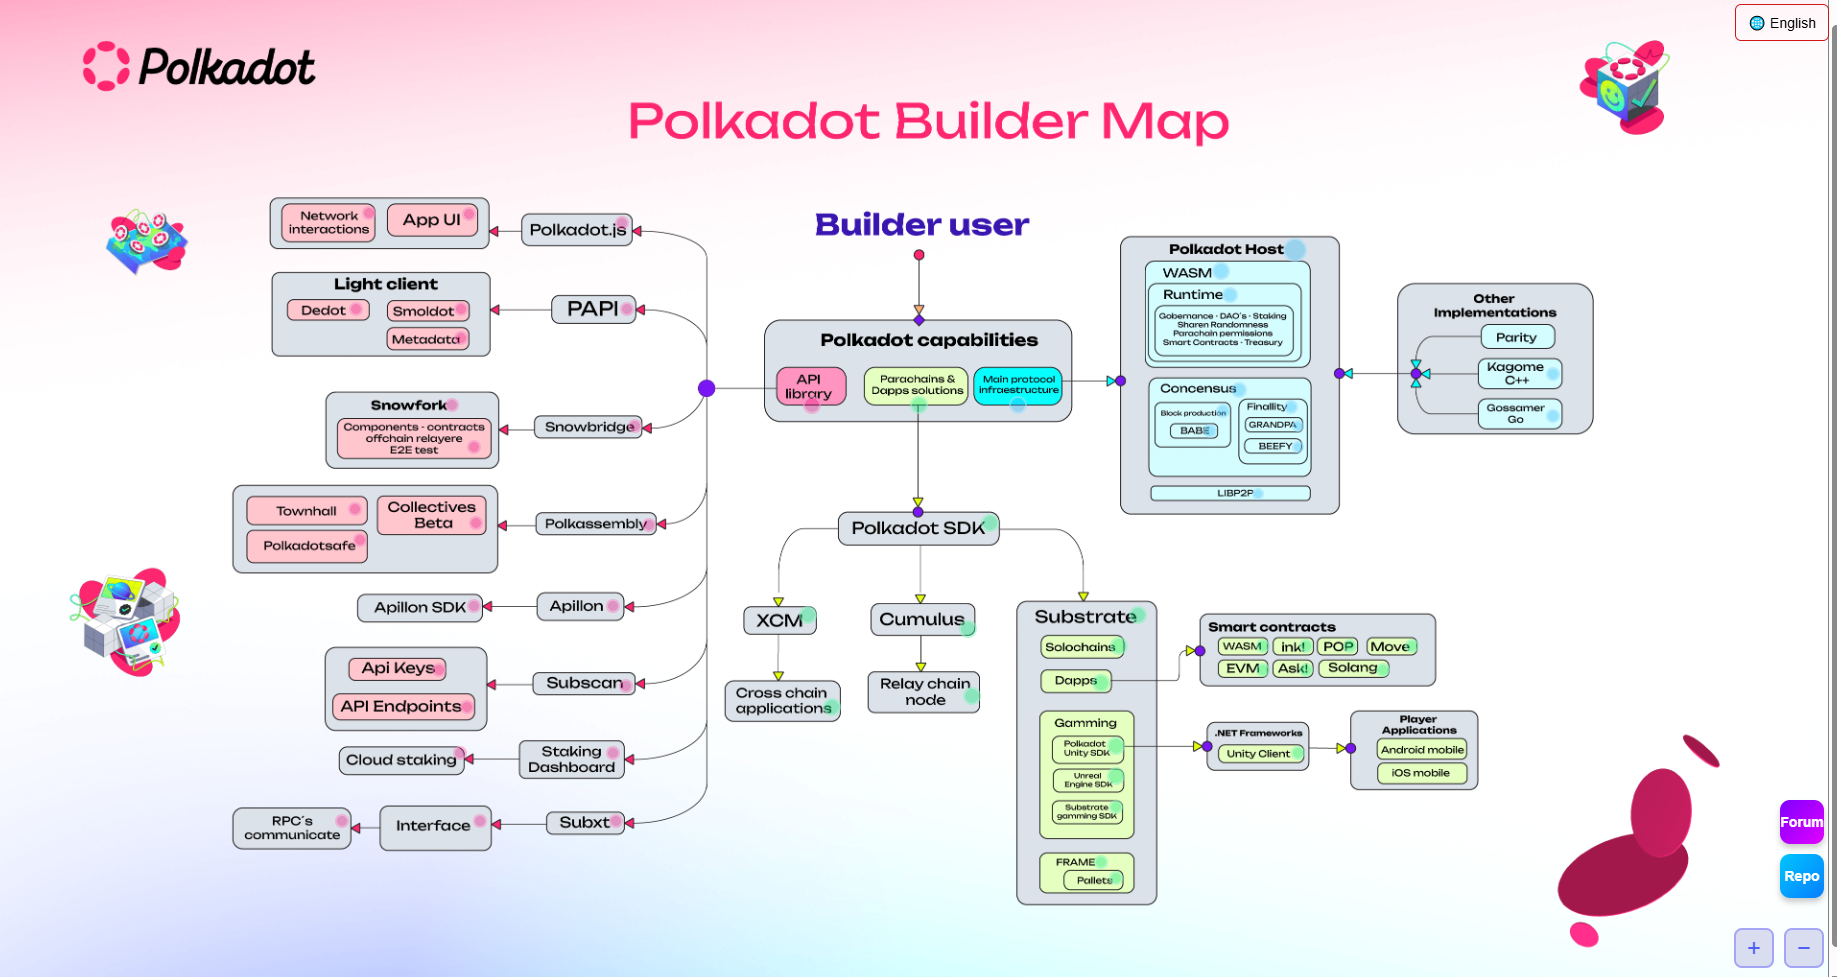 English
Polkadot
Polkadot Builder Map
Builder user
Network
interactions
App UI
Polkadot.js
Light client
Dedot
Smoldot
Metadata
PAPI
Snowfork
Components - contracts
offchain relayere
E2E test
Snowbridge
Townhall
Collectives
Beta
Polkadotsafe
Polkassembly
Apillon SDK
Apillon
Api Keys
API Endpoints
Subscan
Cloud staking
Staking
Dashboard
RPC´s
communicate
Interface
Subxt
Polkadot capabilities
API
library
Parachains &
Dapps solutions
Main protocol
infraestructure
Polkadot SDK
XCM
Cross chain
applications
Cumulus
Relay chain
node
Substrate
Solochains
Dapps
Gamming
Polkadot
Unity SDK
Unreal
Engine SDK
Substrate
gamming SDK
FRAME
Pallets
Smart contracts
WASM
ink!
POP
Move
EVM
Ask!
Solang
.NET Frameworks
Unity Client
Player
Applications
Android mobile
iOS mobile
Polkadot Host
WASM
Runtime
Gobernance - DAO's - Staking
Sharen Randomness
Parachain permissions
Smart Contracts - Treasury
Concensus
Block production
BABE
Finallity
GRANDPA
BEEFY
LIBP2P
Other
Implementations
Parity
Kagome
C++
Gossamer
Go
Forum
Repo
+
−